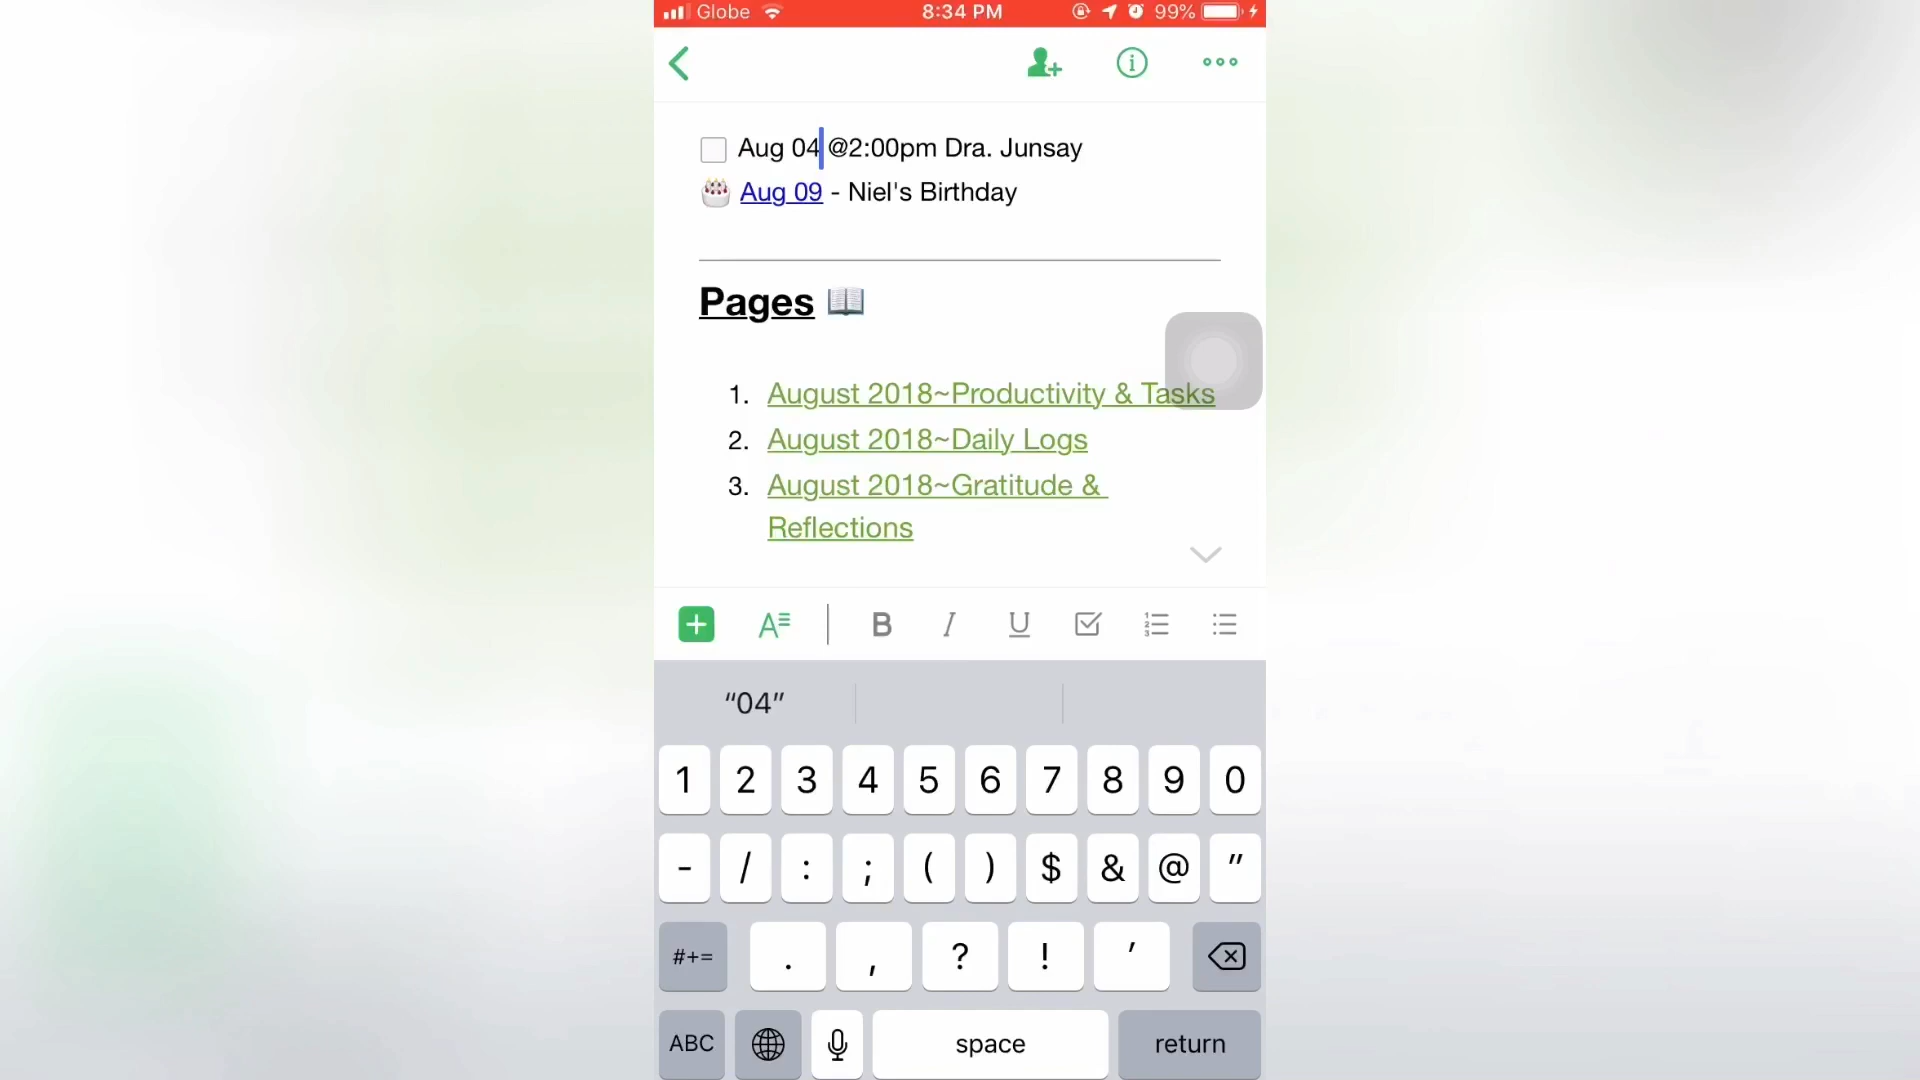 Globe 8:34 PM 99%
Aug 04 @2:00pm Dra. Junsay
Aug 09 - Niel's Birthday
Pages
1. August 2018~Productivity & Tasks
2. August 2018~Daily Logs
3. August 2018~Gratitude &
Reflections
A B I U
“04”
1 2 3 4 5 6 7 8 9 0
- / : ; ( ) $ & @ "
#+= . , ? ! '
ABC space return